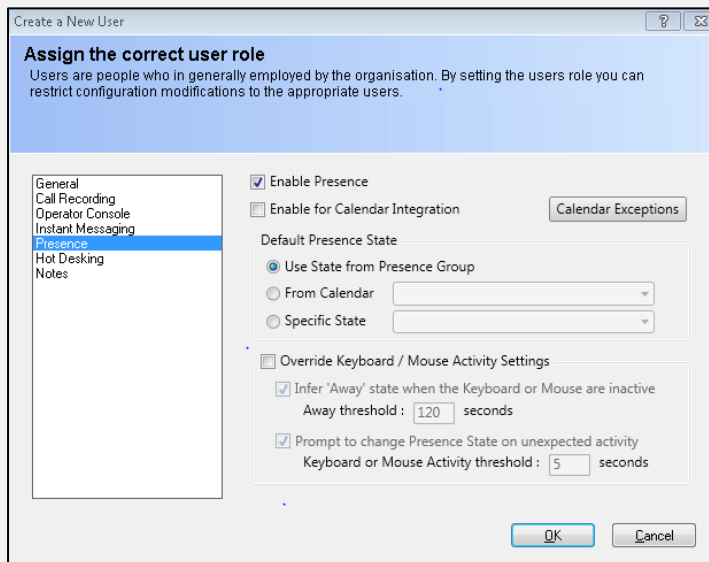 Create a New User
Assign the correct user role
Users are people who in generally employed by the organisation. By setting the users role you can
restrict configuration modifications to the appropriate users.
General
Call Recording
Operator Console
Instant Messaging
Presence
Hot Desking
Notes
Enable Presence
Enable for Calendar Integration
Calendar Exceptions
Default Presence State
Use State from Presence Group
From Calendar
Specific State
Override Keyboard / Mouse Activity Settings
Infer 'Away' state when the Keyboard or Mouse are inactive
Away threshold : 120 seconds
Prompt to change Presence State on unexpected activity
Keyboard or Mouse Activity threshold : 5 seconds
OK Cancel